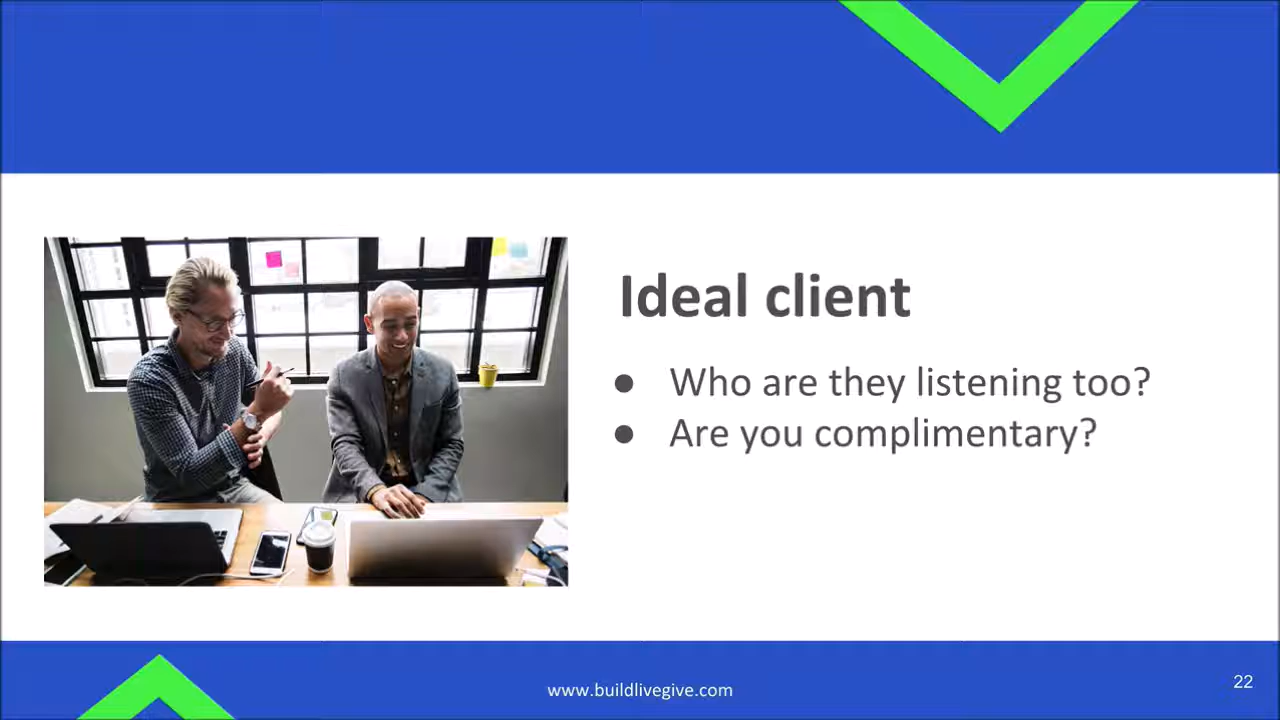 Ideal client
● Who are they listening too?
● Are you complimentary?
www.buildlivegive.com
22